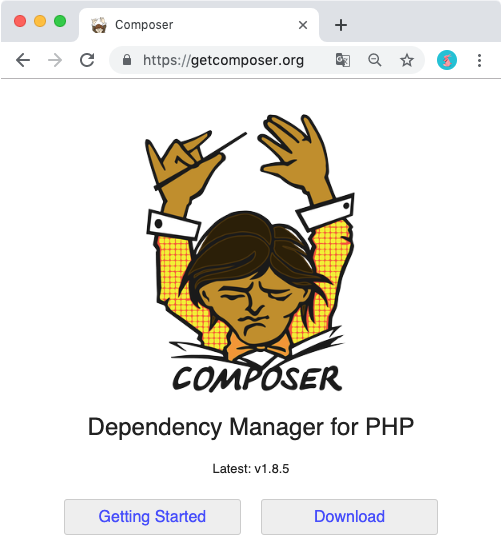 Composer
https://getcomposer.org
COMPOSER
Dependency Manager for PHP
Latest: v1.8.5
Getting Started
Download